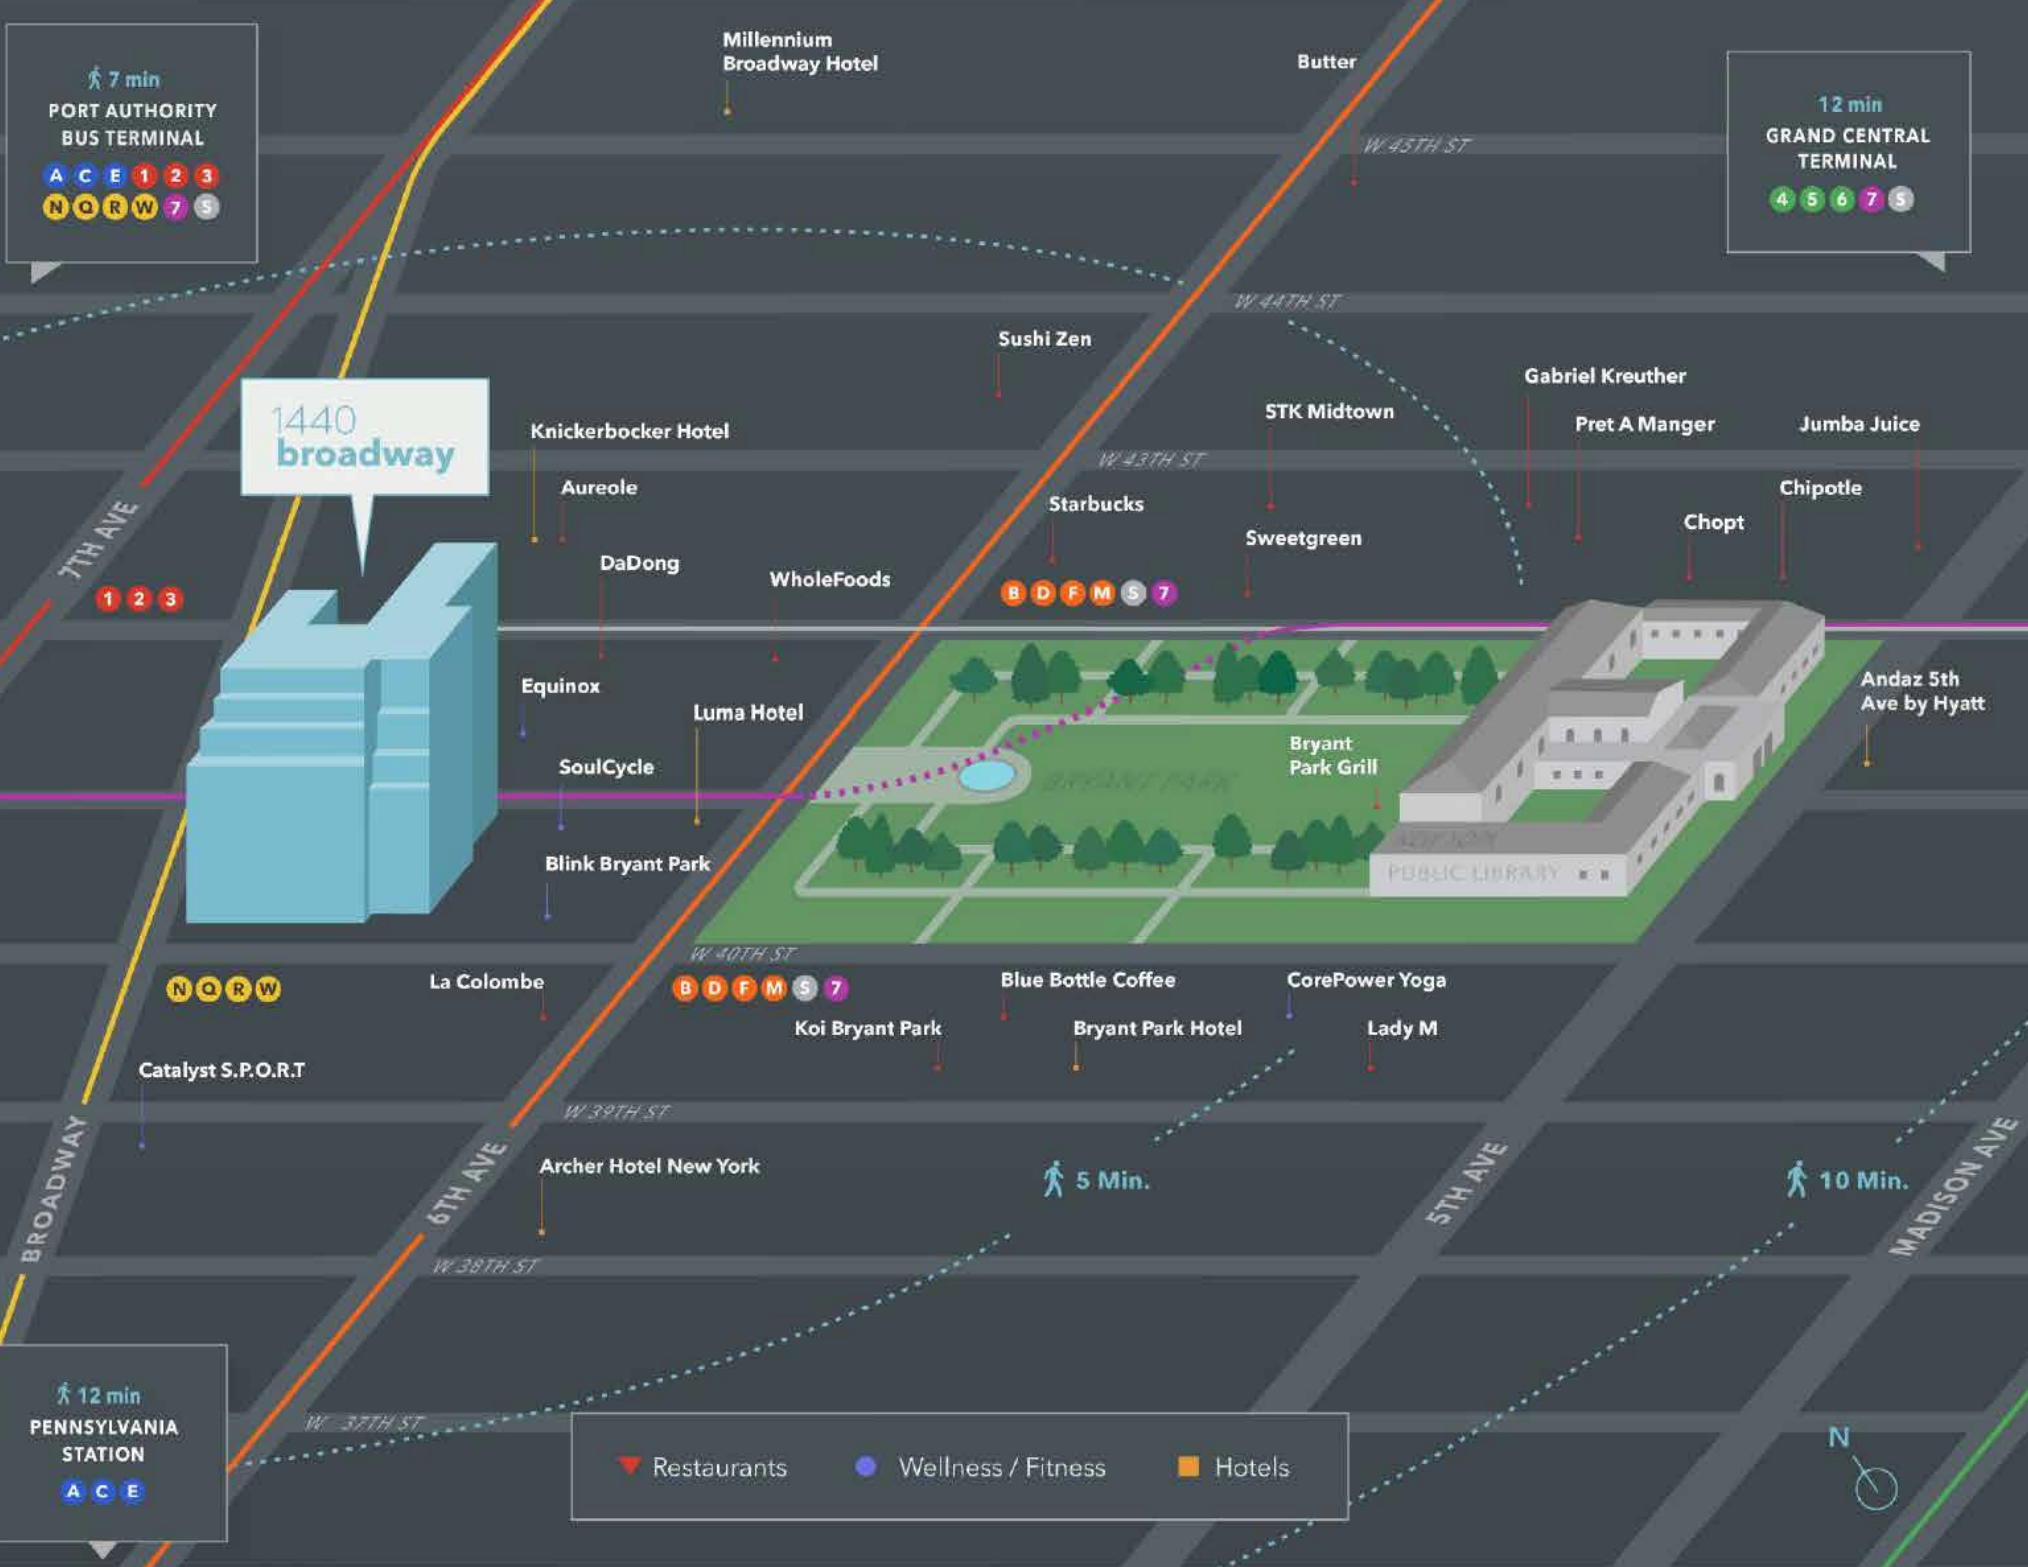 7 min
PORT AUTHORITY
BUS TERMINAL
A C E 1 2 3
N Q R W 7 S
Millennium
Broadway Hotel
Butter
12 min
GRAND CENTRAL
TERMINAL
4 5 6 7 S
W 45TH ST
W 44TH ST
Sushi Zen
1440
broadway
Knickerbocker Hotel
Aureole
DaDong
WholeFoods
W 43TH ST
STK Midtown
Gabriel Kreuther
Pret A Manger
Jumba Juice
Starbucks
Sweetgreen
Chopt
Chipotle
7TH AVE
1 2 3
B D F M S 7
Equinox
Luma Hotel
SoulCycle
Blink Bryant Park
BRYANT PARK
Bryant
Park Grill
NEW YORK
PUBLIC LIBRARY
Andaz 5th
Ave by Hyatt
W 40TH ST
N Q R W
La Colombe
B D F M S 7
Blue Bottle Coffee
CorePower Yoga
Koi Bryant Park
Bryant Park Hotel
Lady M
Catalyst S.P.O.R.T
W 39TH ST
BROADWAY
6TH AVE
Archer Hotel New York
5 Min.
5TH AVE
10 Min.
MADISON AVE
W 38TH ST
12 min
PENNSYLVANIA
STATION
A C E
W 37TH ST
Restaurants
Wellness / Fitness
Hotels
N